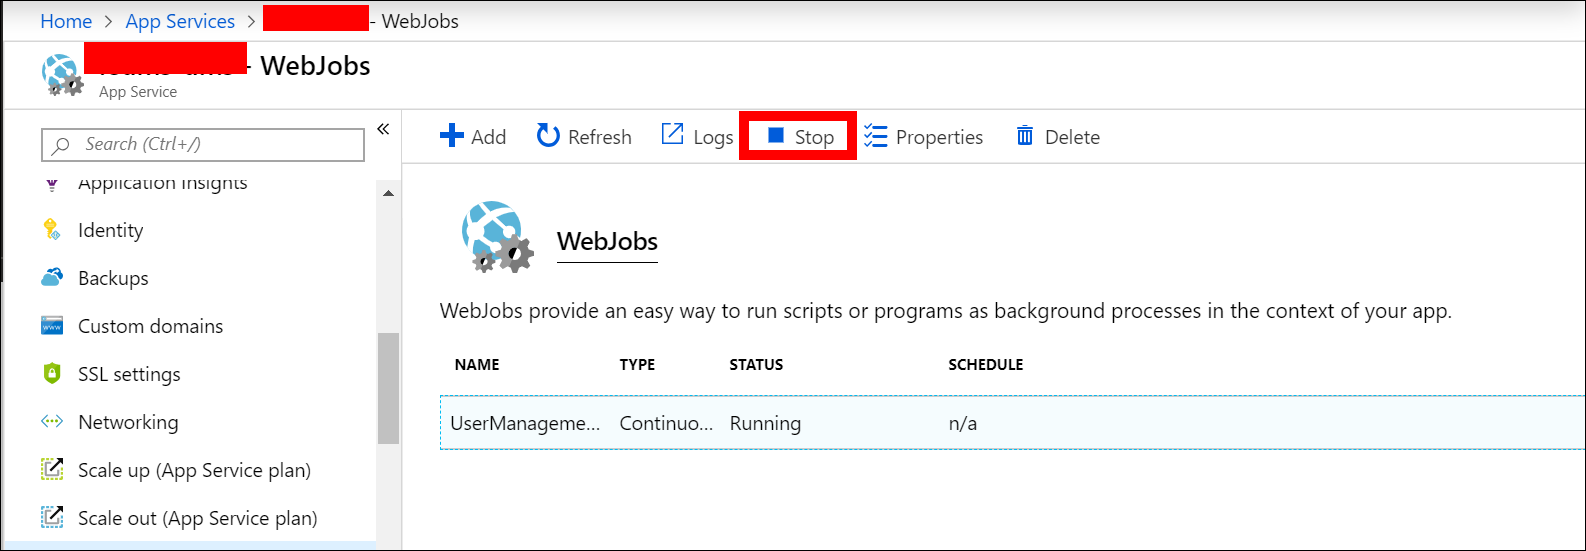 Home > App Services > - WebJobs
- WebJobs
App Service
Search (Ctrl+/)
«
Add
Refresh
Logs
Stop
Properties
Delete
Application Insights
Identity
Backups
Custom domains
SSL settings
Networking
Scale up (App Service plan)
Scale out (App Service plan)
WebJobs
WebJobs provide an easy way to run scripts or programs as background processes in the context of your app.
NAME TYPE STATUS SCHEDULE
UserManageme... Continuo... Running n/a